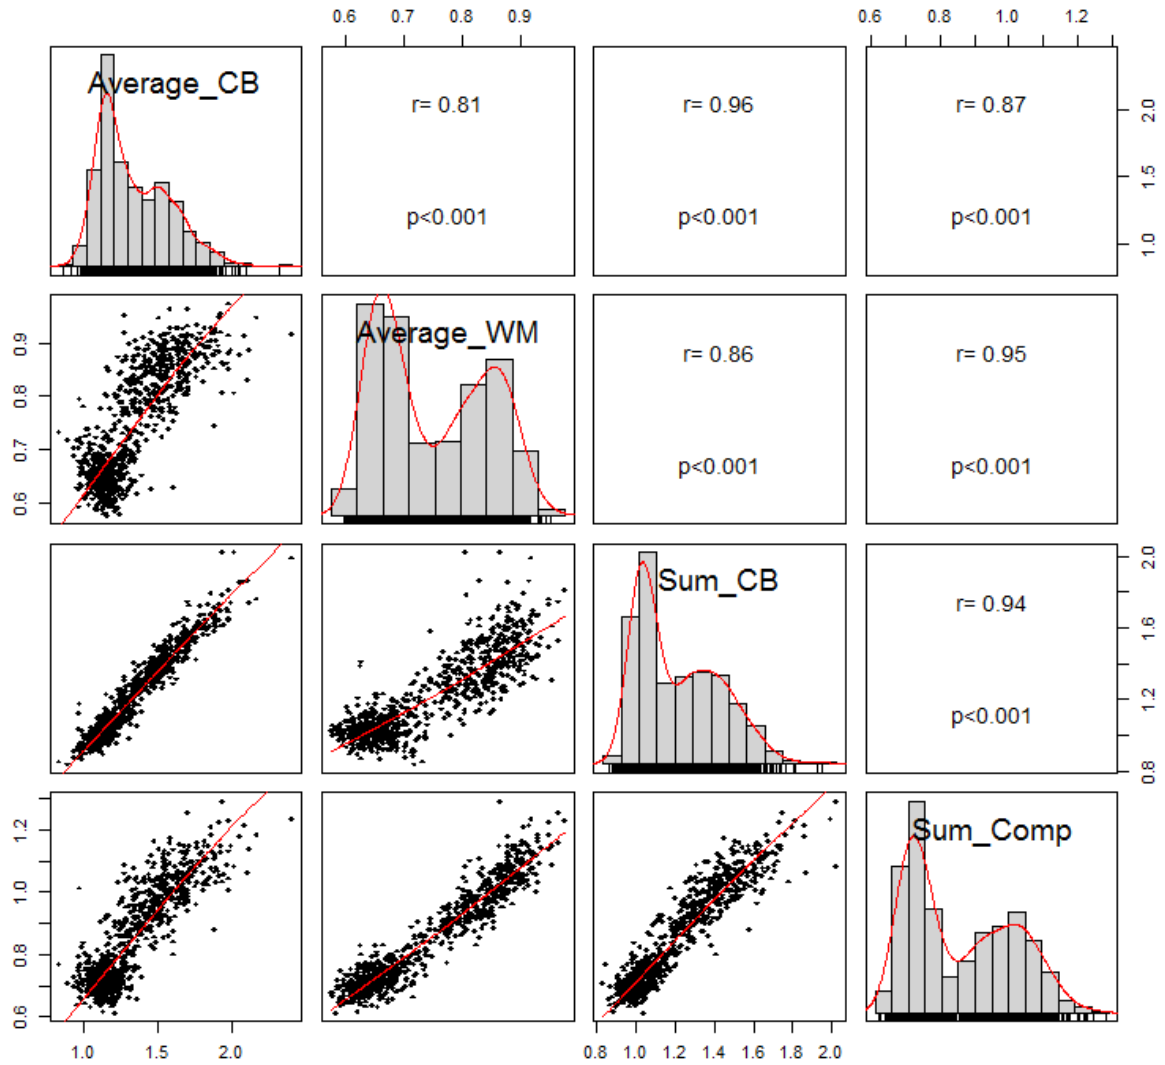 0.6 0.7 0.8 0.9 0.6 0.8 1.0 1.2
Average_CB
r= 0.81
p<0.001
r= 0.96
p<0.001
r= 0.87
p<0.001
1.0 1.5 2.0
0.6 0.7 0.8 0.9
Average_WM
r= 0.86
p<0.001
r= 0.95
p<0.001
Sum_CB
r= 0.94
p<0.001
0.8 1.2 1.6 2.0
0.6 0.8 1.0 1.2
Sum_Comp
1.0 1.5 2.0 0.8 1.0 1.2 1.4 1.6 1.8 2.0